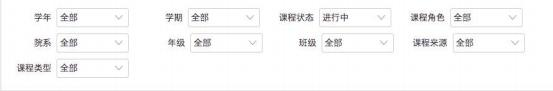 学年 全部 学期 全部 课程状态 进行中 课程角色 全部
院系 全部 年级 全部 班级 全部 课程来源 全部
课程类型 全部